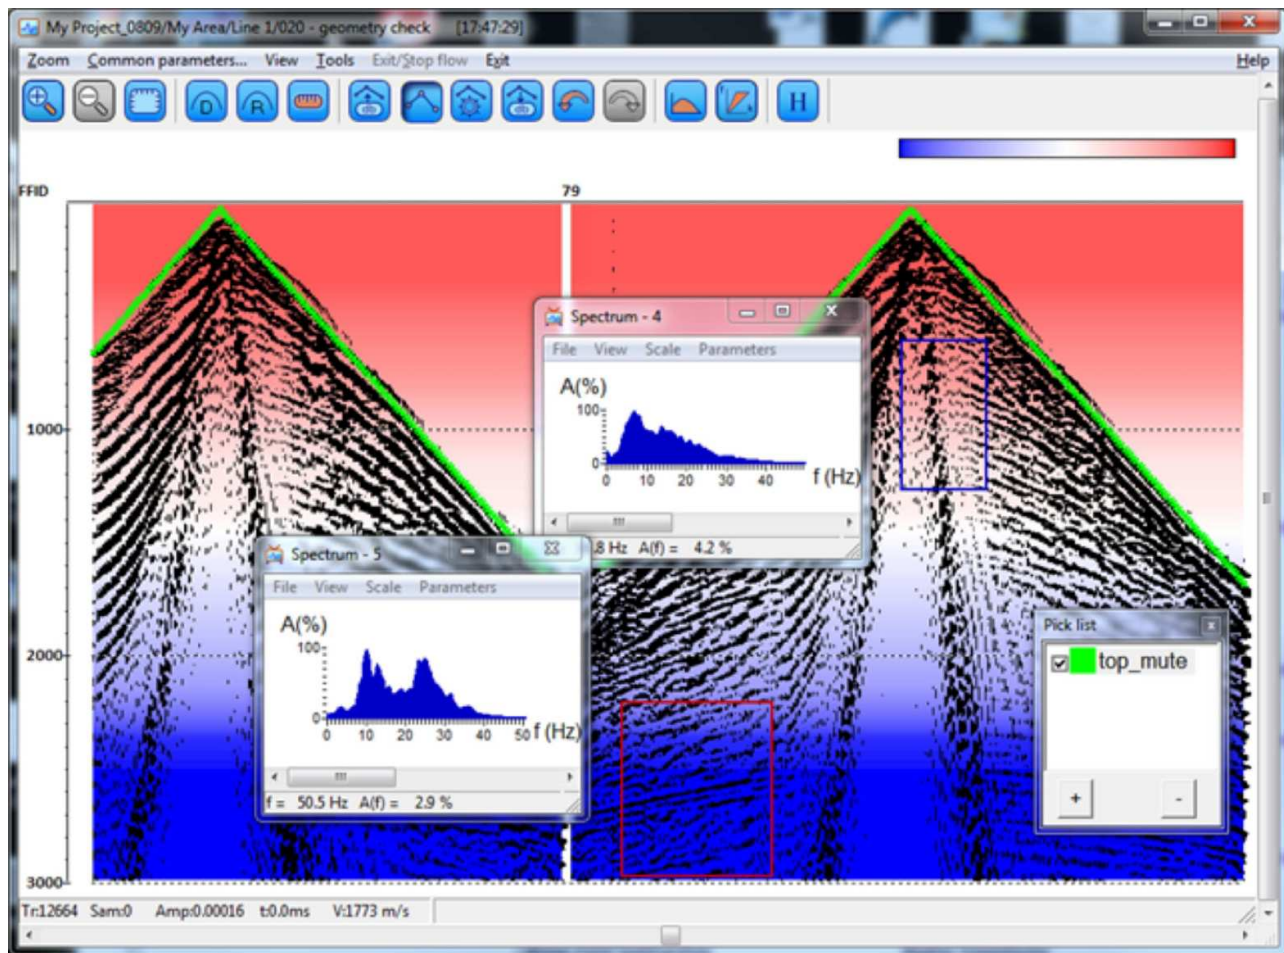 My Project_0809/My Area/Line 1/020 - geometry check [17:47:29]
Zoom Common parameters... View Tools Exit/Stop flow Exit Help
D R H
FFID 79
1000
2000
3000
Spectrum - 4
File View Scale Parameters
A(%)
100
0
0 10 20 30 40 f (Hz)
.8 Hz A(f) = 4.2 %
Spectrum - 5
File View Scale Parameters
A(%)
100
0
0 10 20 30 40 50 f (Hz)
f = 50.5 Hz A(f) = 2.9 %
Pick list
top_mute
+ -
Tr:12664 Sam:0 Amp:0.00016 t:0.0ms V:1773 m/s